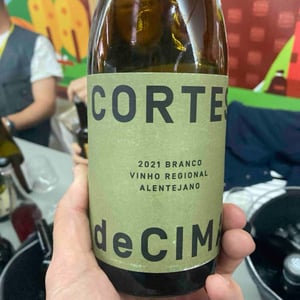 CORTES
2021 BRANCO
VINHO REGIONAL
ALENTEJANO
deCIMA